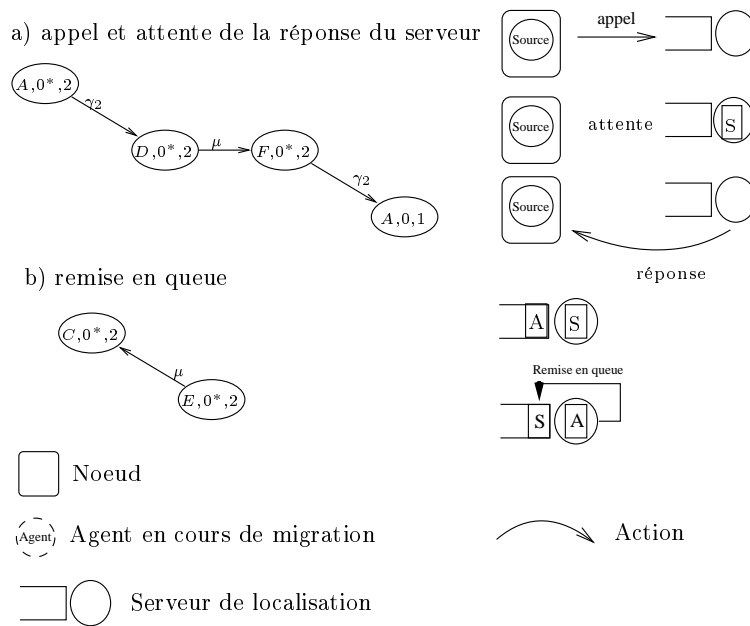 a) appel et attente de la réponse du serveur
A,0*,2
γ2
D,0*,2
μ
F,0*,2
γ2
A,0,1
Source
appel
Source
attente
S
Source
réponse
b) remise en queue
C,0*,2
μ
E,0*,2
A S
Remise en queue
S A
Noeud
Agent Agent en cours de migration
Action
Serveur de localisation